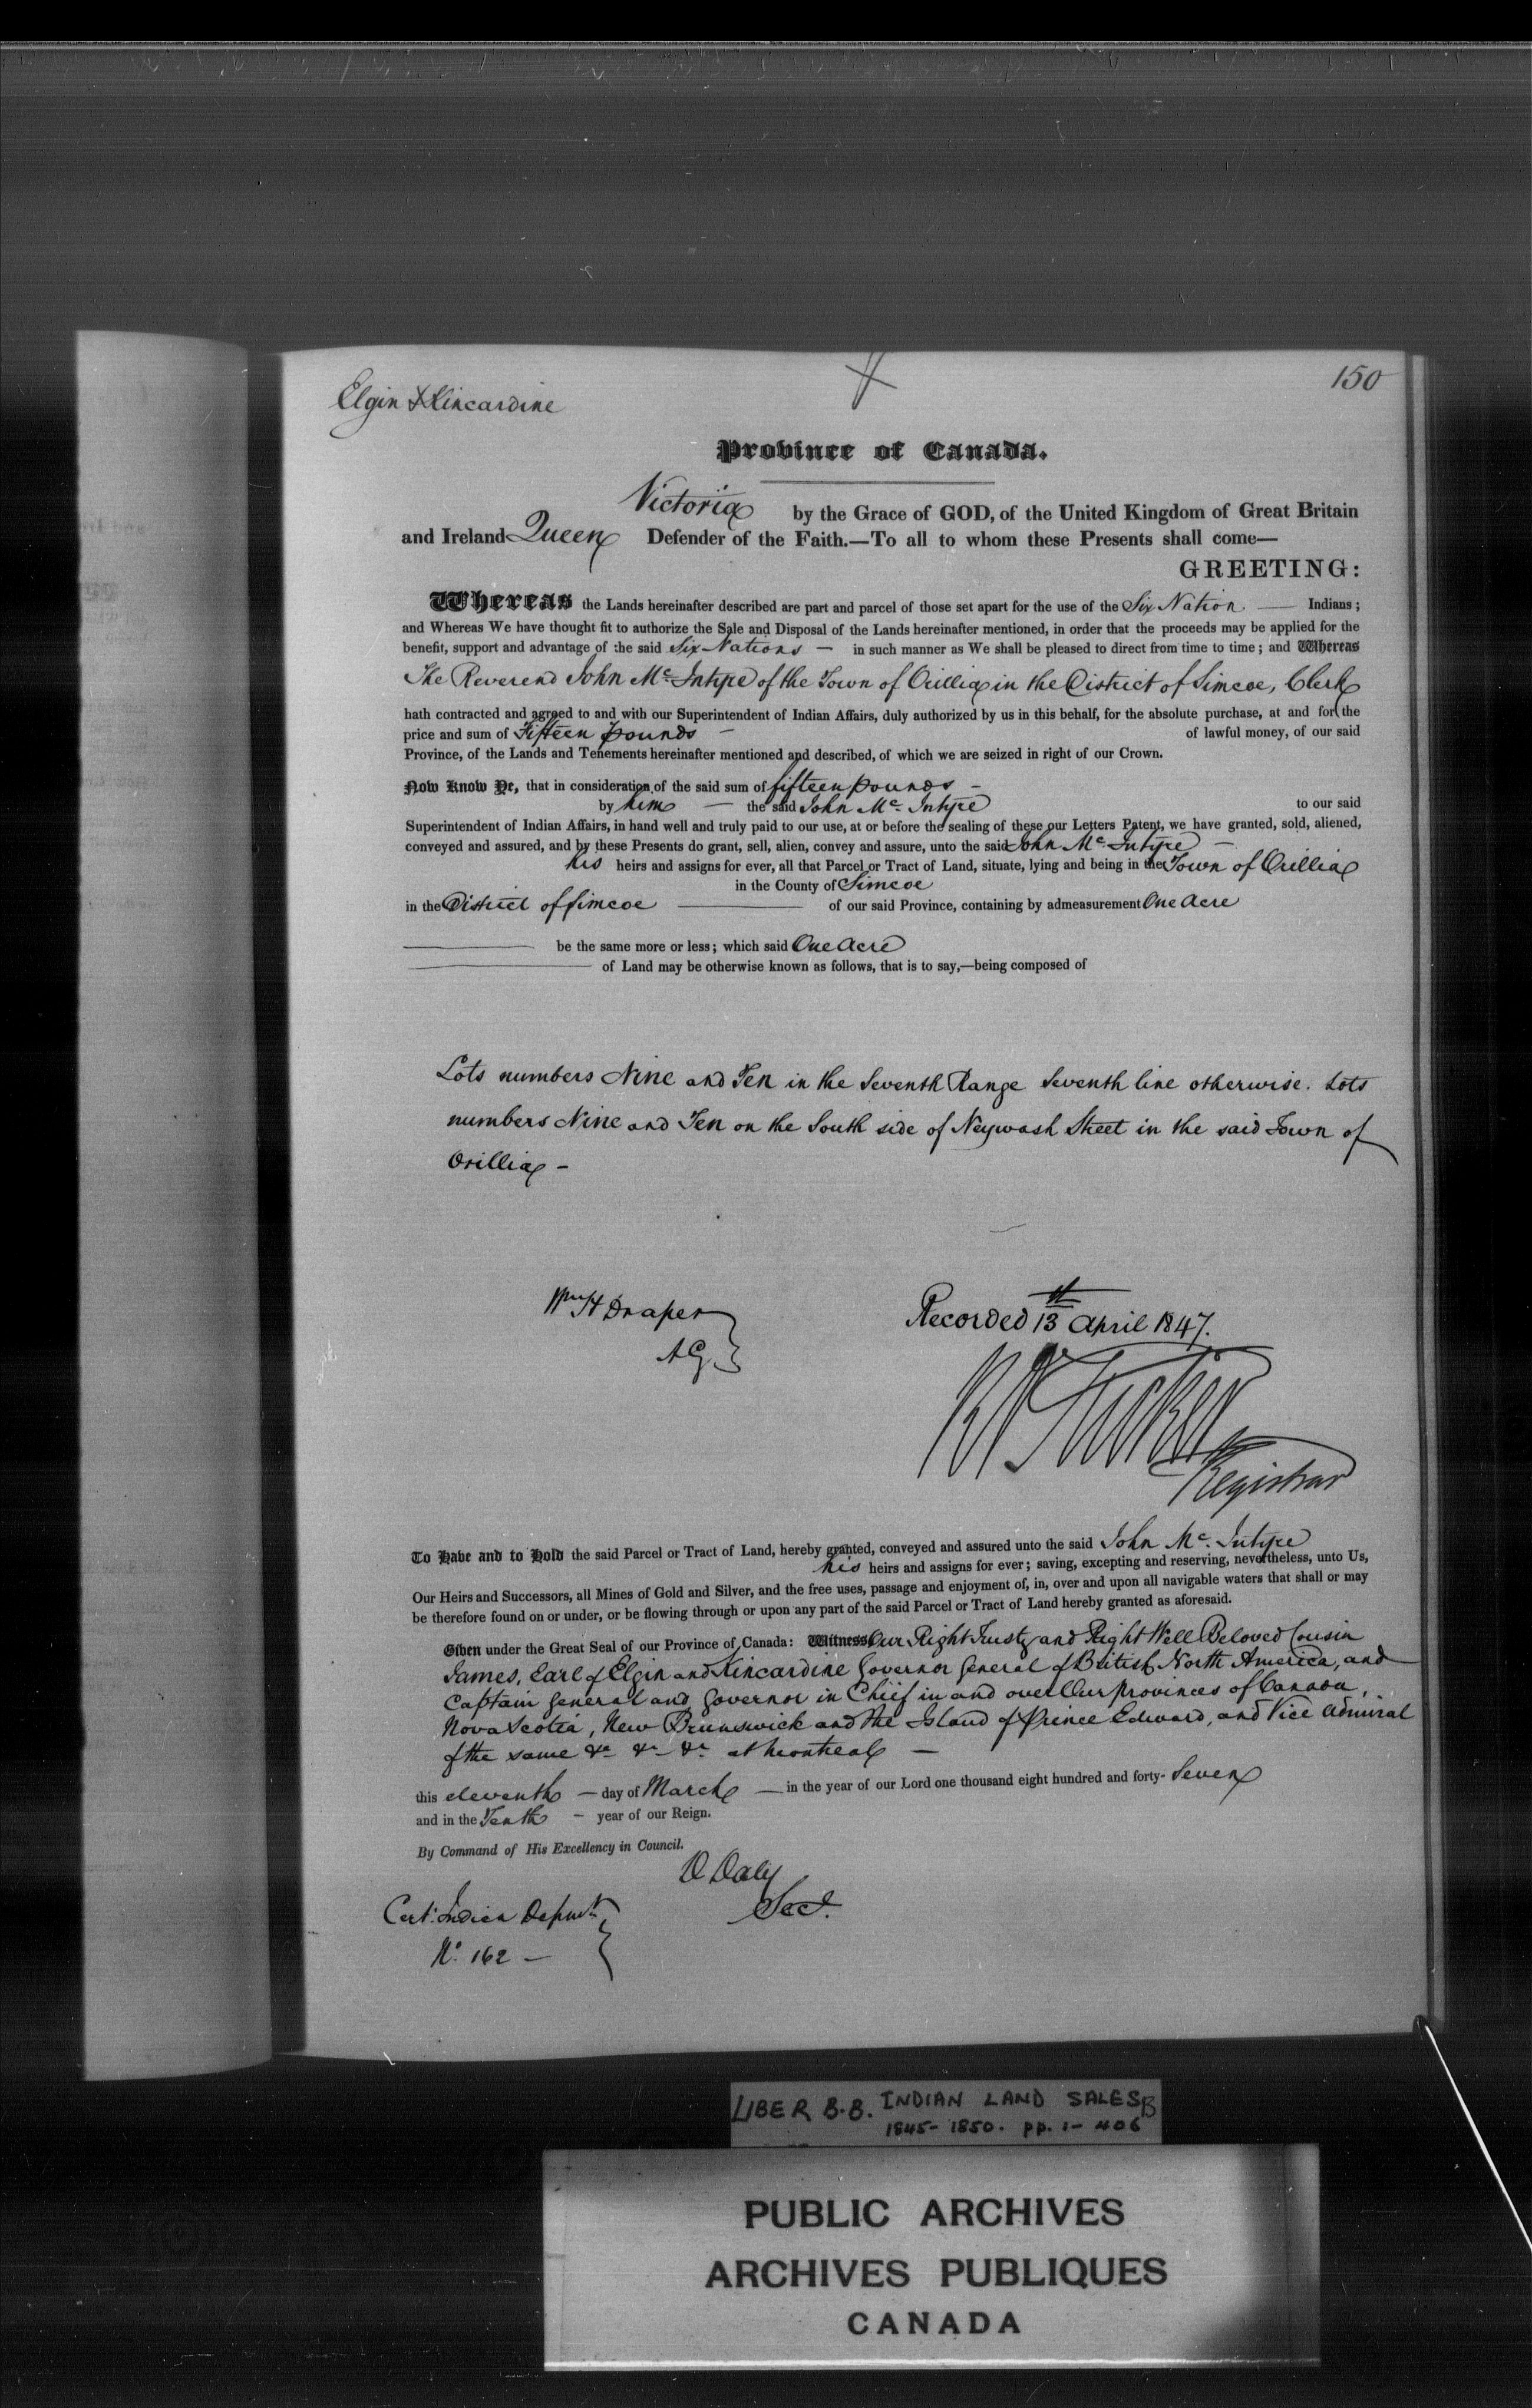 150
Elgin & Kincardine
Province of Canada.
Victoria by the Grace of GOD, of the United Kingdom of Great Britain
and Ireland Queen Defender of the Faith.—To all to whom these Presents shall come—
GREETING:
Whereas the Lands hereinafter described are part and parcel of those set apart for the use of the Six Nation — Indians;
and Whereas We have thought fit to authorize the Sale and Disposal of the Lands hereinafter mentioned, in order that the proceeds may be applied for the
benefit, support and advantage of the said Six Nations — in such manner as We shall be pleased to direct from time to time; and Whereas
The Reverend John McIntyre of the Town of Orillia in the District of Simcoe, Clerk
hath contracted and agreed to and with our Superintendent of Indian Affairs, duly authorized by us in this behalf, for the absolute purchase, at and for the
price and sum of Fifteen pounds — of lawful money, of our said
Province, of the Lands and Tenements hereinafter mentioned and described, of which we are seized in right of our Crown.
Now Know Ye, that in consideration of the said sum of fifteen pounds —
by him — the said John Mc Intyre to our said
Superintendent of Indian Affairs, in hand well and truly paid to our use, at or before the sealing of these our Letters Patent, we have granted, sold, aliened,
conveyed and assured, and by these Presents do grant, sell, alien, convey and assure, unto the said John Mc Intyre —
his heirs and assigns for ever, all that Parcel or Tract of Land, situate, lying and being in the Town of Orillia
in the County of Simcoe
in the District of Simcoe — of our said Province, containing by admeasurement One Acre
— be the same more or less; which said One Acre
— of Land may be otherwise known as follows, that is to say,—being composed of
Lots numbers Nine and Ten in the Seventh Range Seventh line otherwise. Lots
numbers Nine and Ten on the South side of Neywash Street in the said Town of
Orillia —
Wm H Draper
A G
Recorded 13th April 1847.
R A Tucker
Registrar
To Have and to Hold the said Parcel or Tract of Land, hereby granted, conveyed and assured unto the said John Mc Intyre
his heirs and assigns for ever; saving, excepting and reserving, nevertheless, unto Us,
Our Heirs and Successors, all Mines of Gold and Silver, and the free uses, passage and enjoyment of, in, over and upon all navigable waters that shall or may
be therefore found on or under, or be flowing through or upon any part of the said Parcel or Tract of Land hereby granted as aforesaid.
Given under the Great Seal of our Province of Canada: Witness Our Right Trusty and Right Well Beloved Cousin
James, Earl of Elgin and Kincardine Governor General of British North America, and
Captain General and Governor in Chief in and over Our Provinces of Canada,
Nova Scotia, New Brunswick and the Island of Prince Edward, and Vice Admiral
of the same &c &c &c at Montreal —
this eleventh — day of March — in the year of our Lord one thousand eight hundred and forty-Seven
and in the Tenth — year of our Reign.
By Command of His Excellency in Council.
D Daly
Sec.
Cert. Indian Depmt.
No. 162 —
LIBER B.B. INDIAN LAND SALES B
1845-1850. pp. 1-406
PUBLIC ARCHIVES
ARCHIVES PUBLIQUES
CANADA